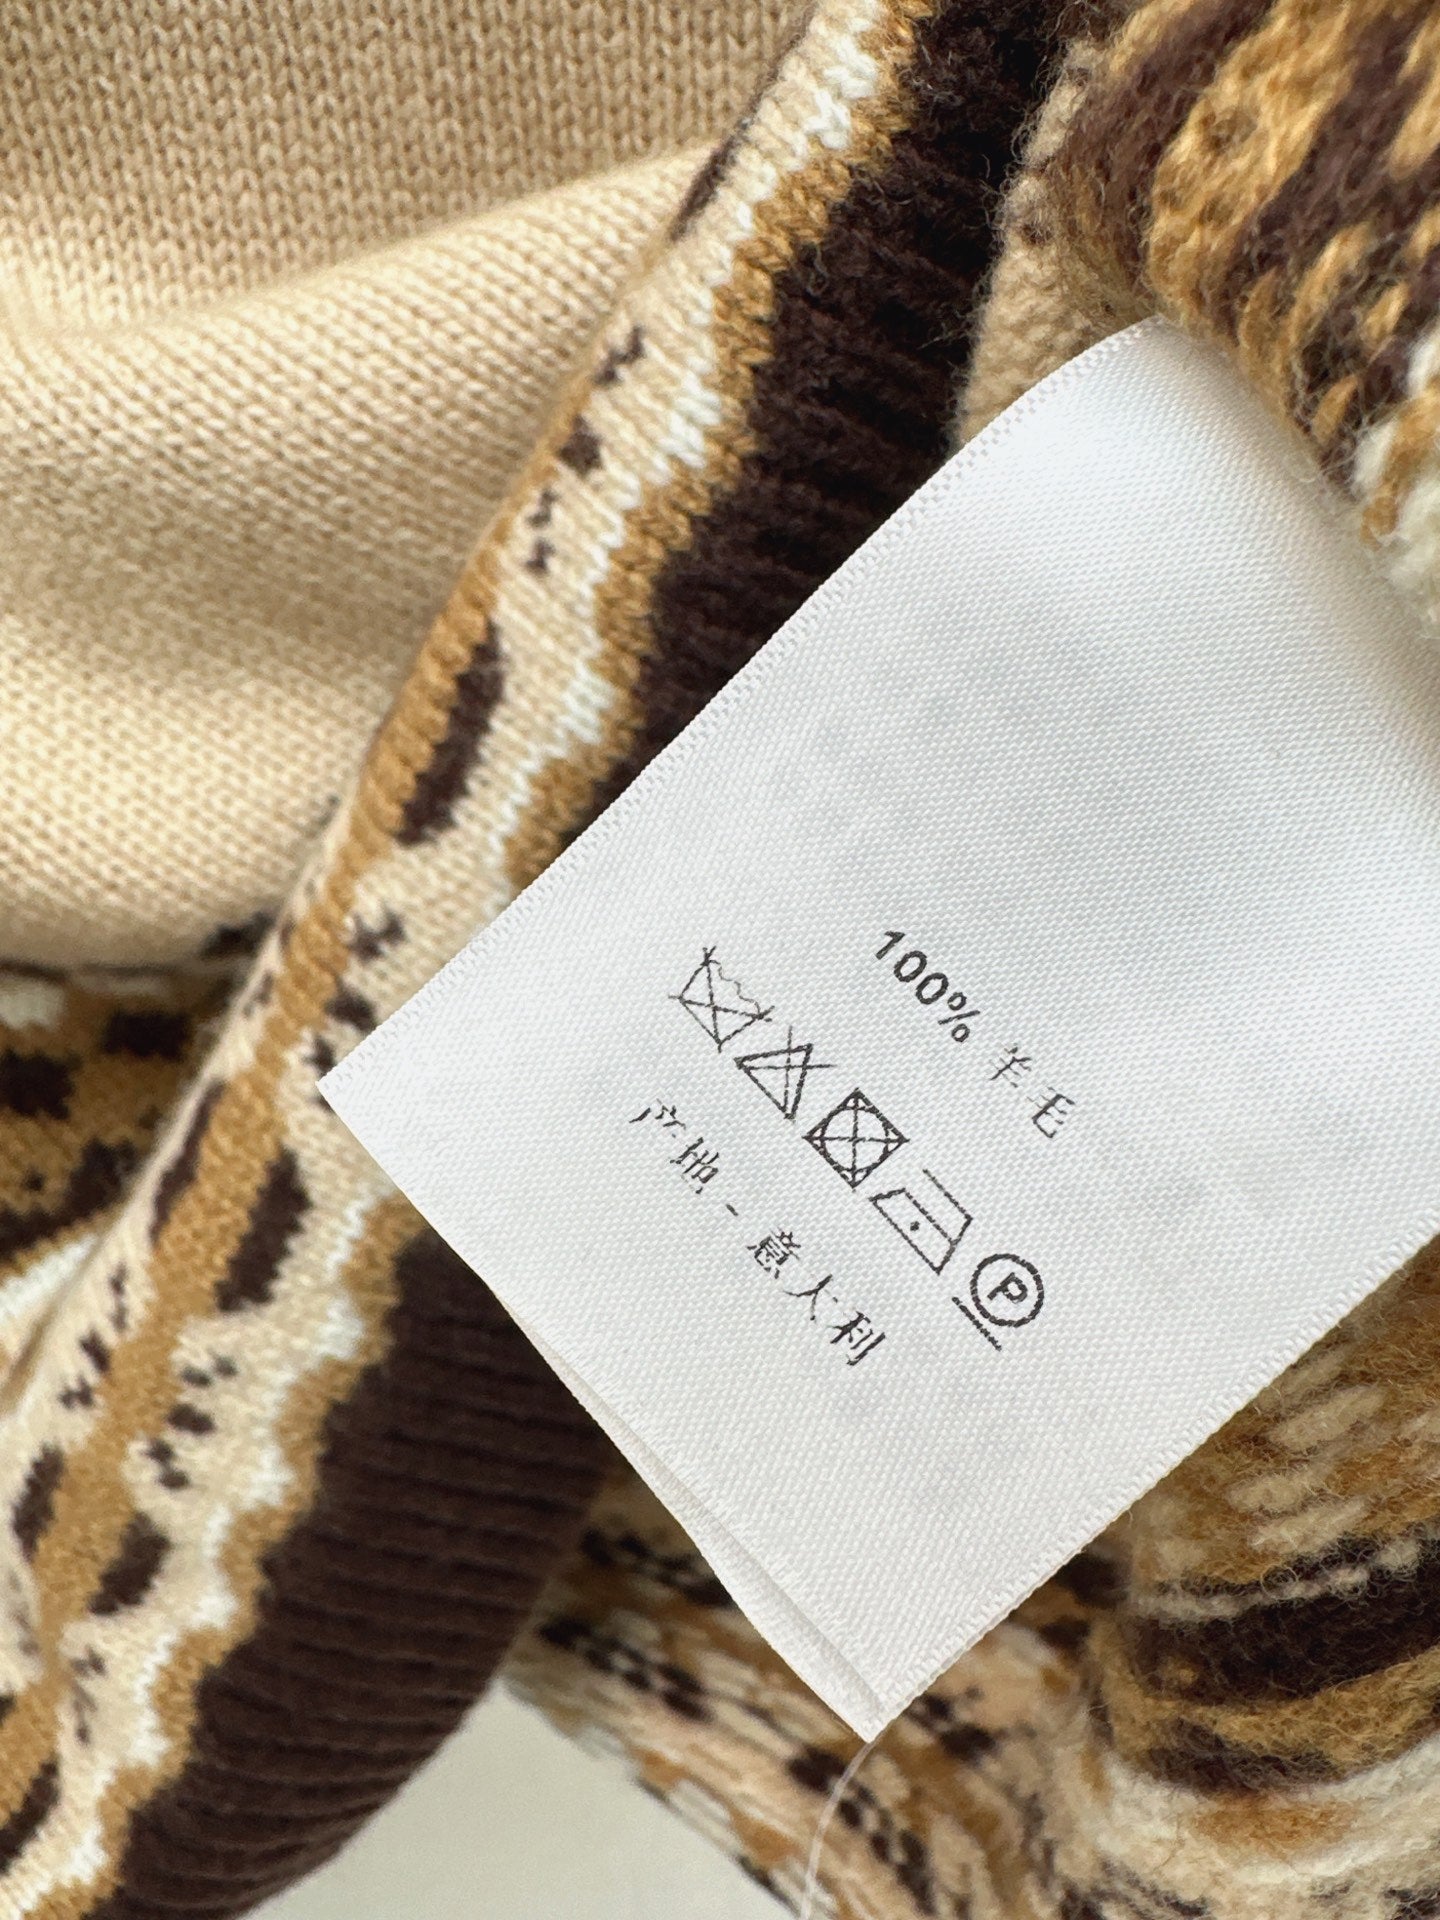 100% 羊毛
P
产地 - 意大利